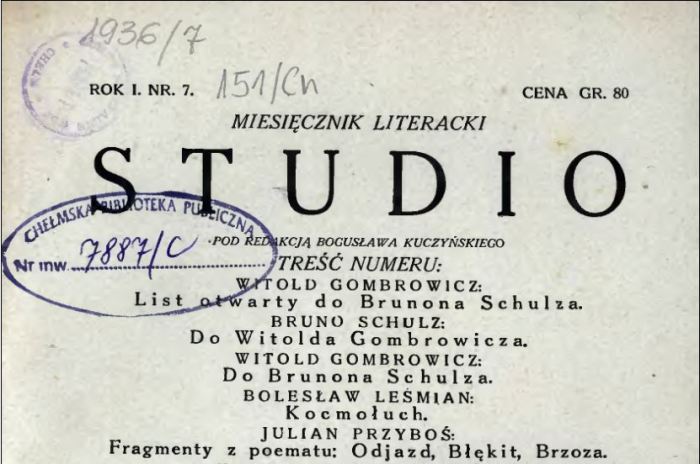 1936/7
ROK I. NR. 7. 151/Cn CENA GR. 80
MIESIĘCZNIK LITERACKI
STUDIO
CHEŁMSKA BIBLIOTEKA PUBLICZNA
Nr inw. 7887/C
POD REDAKCJĄ BOGUSŁAWA KUCZYŃSKIEGO
TREŚĆ NUMERU:
WITOLD GOMBROWICZ:
List otwarty do Brunona Schulza.
BRUNO SCHULZ:
Do Witolda Gombrowicza.
WITOLD GOMBROWICZ:
Do Brunona Schulza.
BOLESŁAW LEŚMIAN:
Kocmołuch.
JULIAN PRZYBOŚ:
Fragmenty z poematu: Odjazd, Błękit, Brzoza.